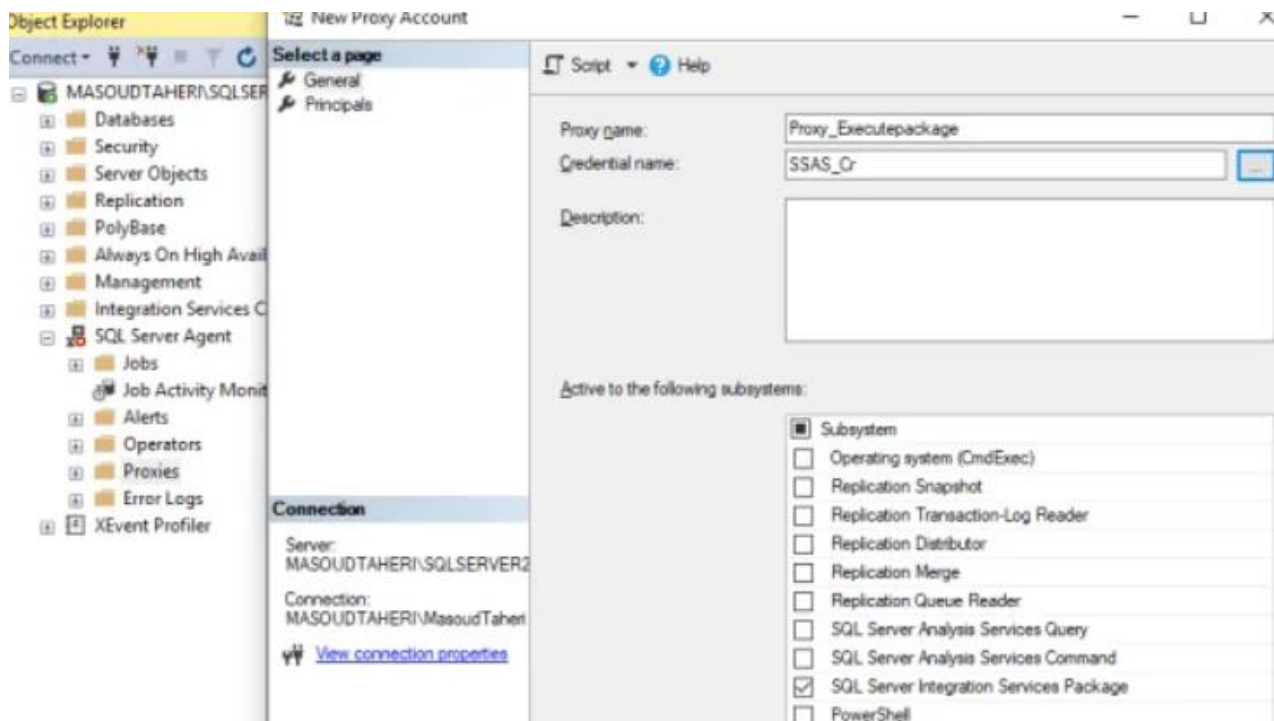 Object Explorer
Connect
MASOUDTAHERI\SQLSER
Databases
Security
Server Objects
Replication
PolyBase
Always On High Avail
Management
Integration Services C
SQL Server Agent
Jobs
Job Activity Monit
Alerts
Operators
Proxies
Error Logs
XEvent Profiler
New Proxy Account
Select a page
General
Principals
Connection
Server:
MASOUDTAHERI\SQLSERVER2
Connection:
MASOUDTAHERI\MasoudTaheri
View connection properties
Script
Help
Proxy name: Proxy_Executepackage
Credential name: SSAS_Cr ...
Description:
Active to the following subsystems:
Subsystem
Operating system (CmdExec)
Replication Snapshot
Replication Transaction-Log Reader
Replication Distributor
Replication Merge
Replication Queue Reader
SQL Server Analysis Services Query
SQL Server Analysis Services Command
SQL Server Integration Services Package
PowerShell